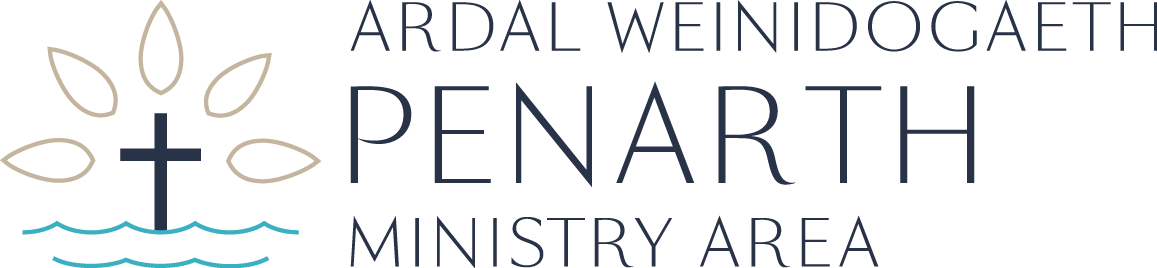 ARDAL WEINIDOGAETH
PENARTH
MINISTRY AREA